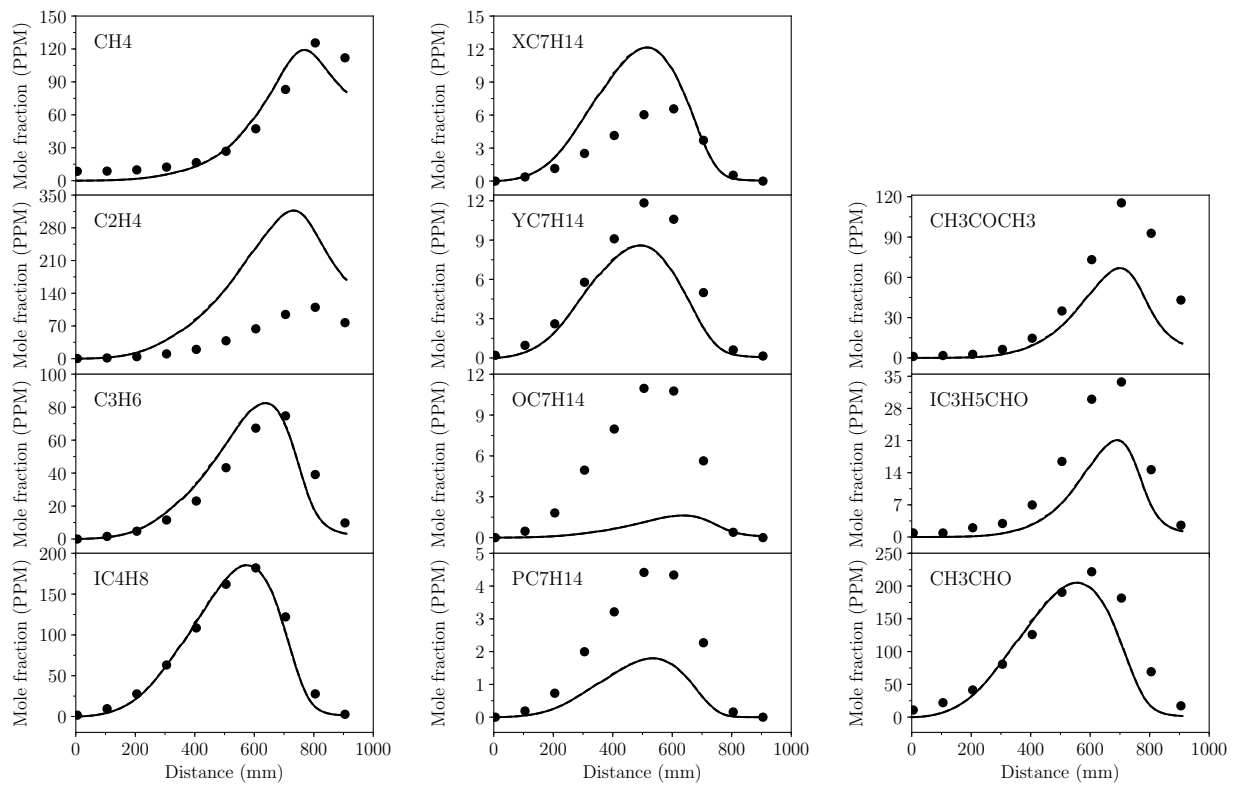 150
120
90
60
30
0
Mole fraction (PPM)
CH4
350
280
210
140
70
0
Mole fraction (PPM)
C2H4
100
80
60
40
20
0
Mole fraction (PPM)
C3H6
200
150
100
50
0
Mole fraction (PPM)
IC4H8
0 200 400 600 800 1000
Distance (mm)
15
12
9
6
3
0
Mole fraction (PPM)
XC7H14
12
9
6
3
0
Mole fraction (PPM)
YC7H14
12
9
6
3
0
Mole fraction (PPM)
OC7H14
5
4
3
2
1
0
Mole fraction (PPM)
PC7H14
0 200 400 600 800 1000
Distance (mm)
120
90
60
30
0
Mole fraction (PPM)
CH3COCH3
35
28
21
14
7
0
Mole fraction (PPM)
IC3H5CHO
250
200
150
100
50
0
Mole fraction (PPM)
CH3CHO
0 200 400 600 800 1000
Distance (mm)